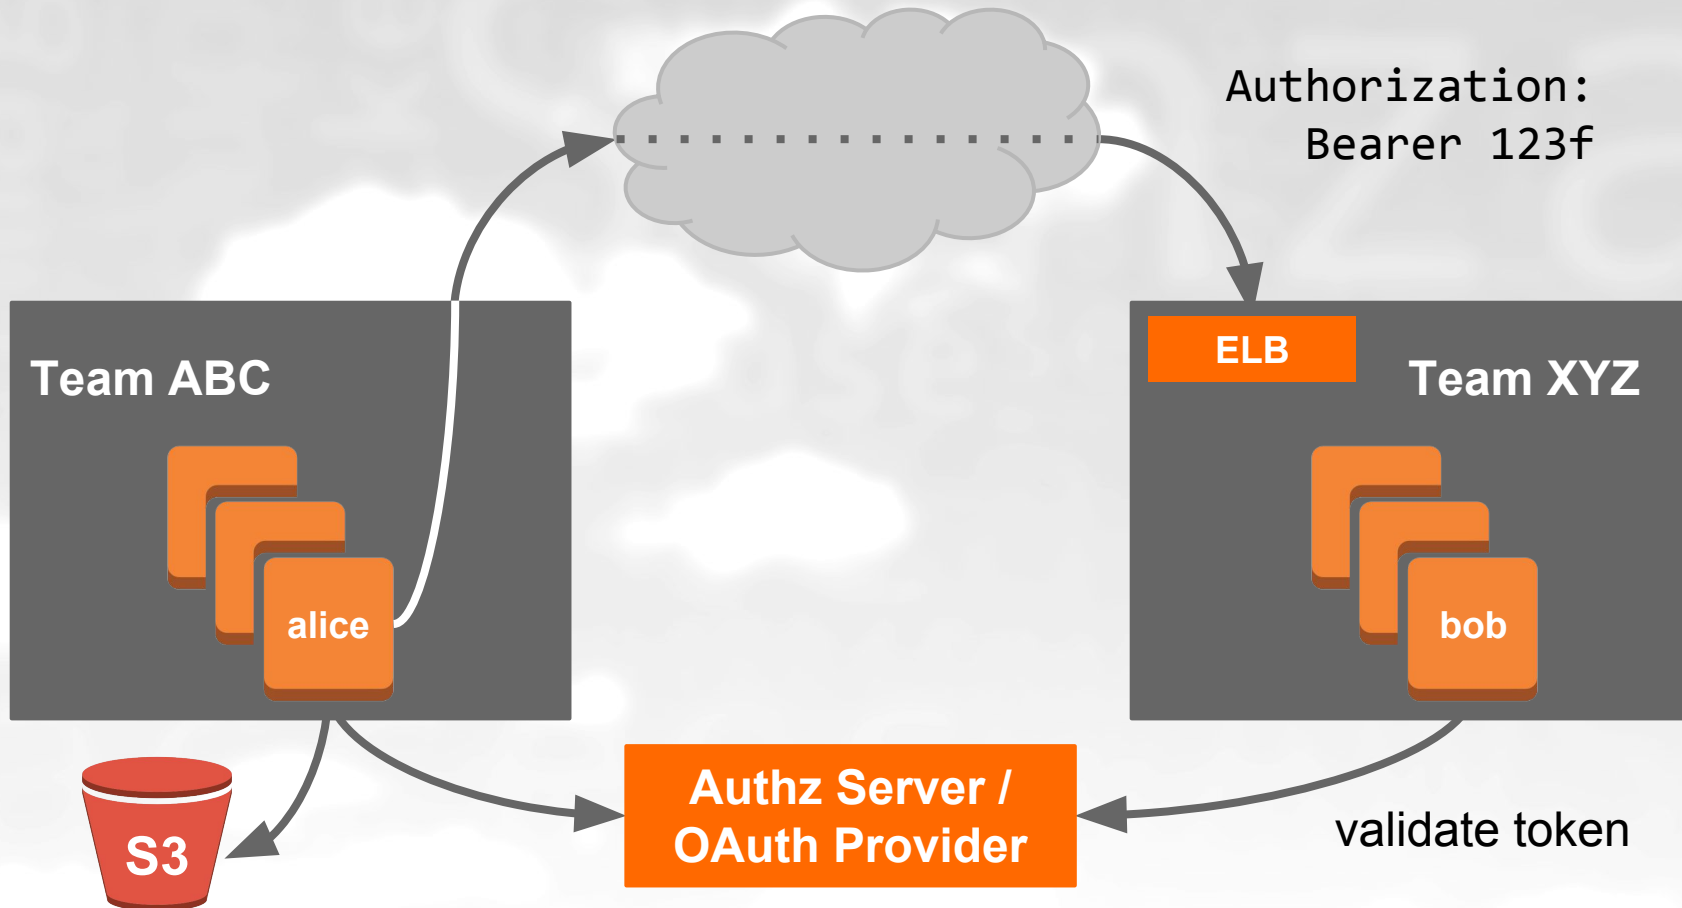 Authorization:
Bearer 123f
ELB
Team ABC
Team XYZ
alice
bob
Authz Server /
OAuth Provider
validate token
S3